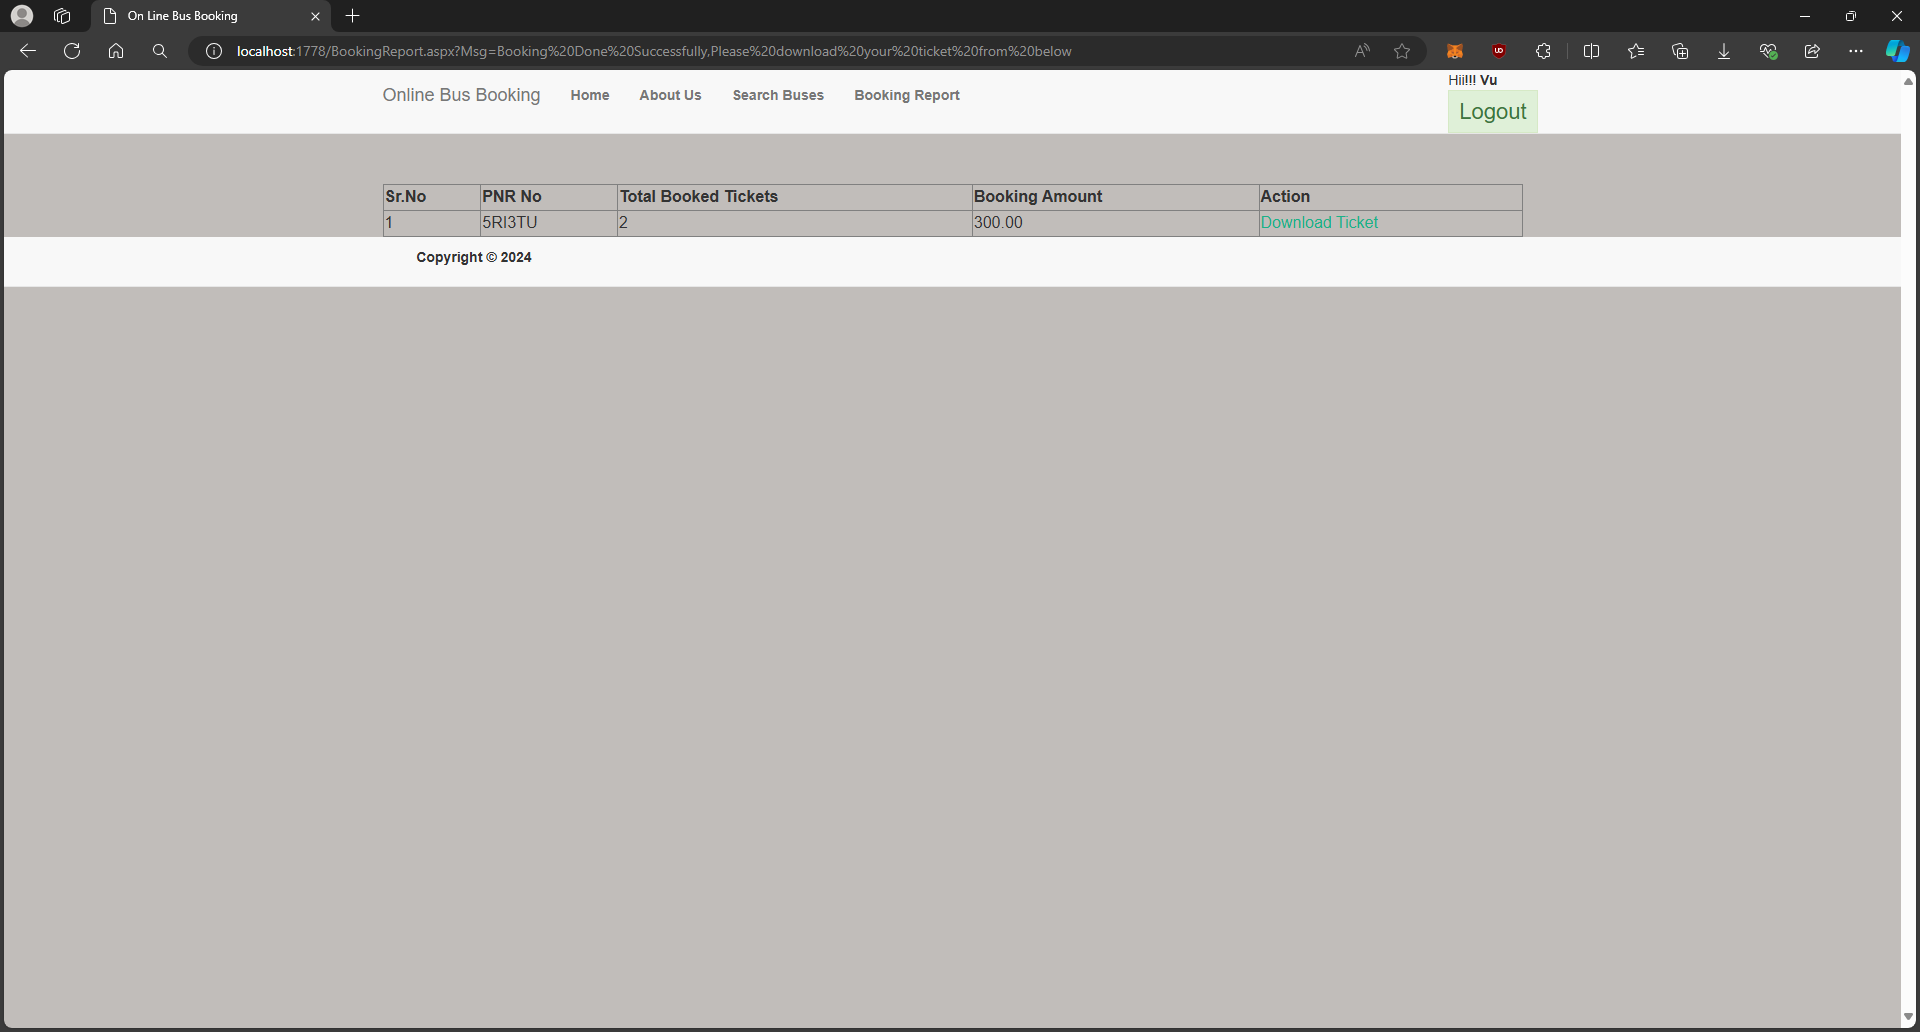 On Line Bus Booking
localhost:1778/BookingReport.aspx?Msg=Booking%20Done%20Successfully,Please%20download%20your%20ticket%20from%20below
Hii!!! Vu
Online Bus Booking Home About Us Search Buses Booking Report
Logout
Sr.No PNR No Total Booked Tickets Booking Amount Action
1 5RI3TU 2 300.00 Download Ticket
Copyright © 2024